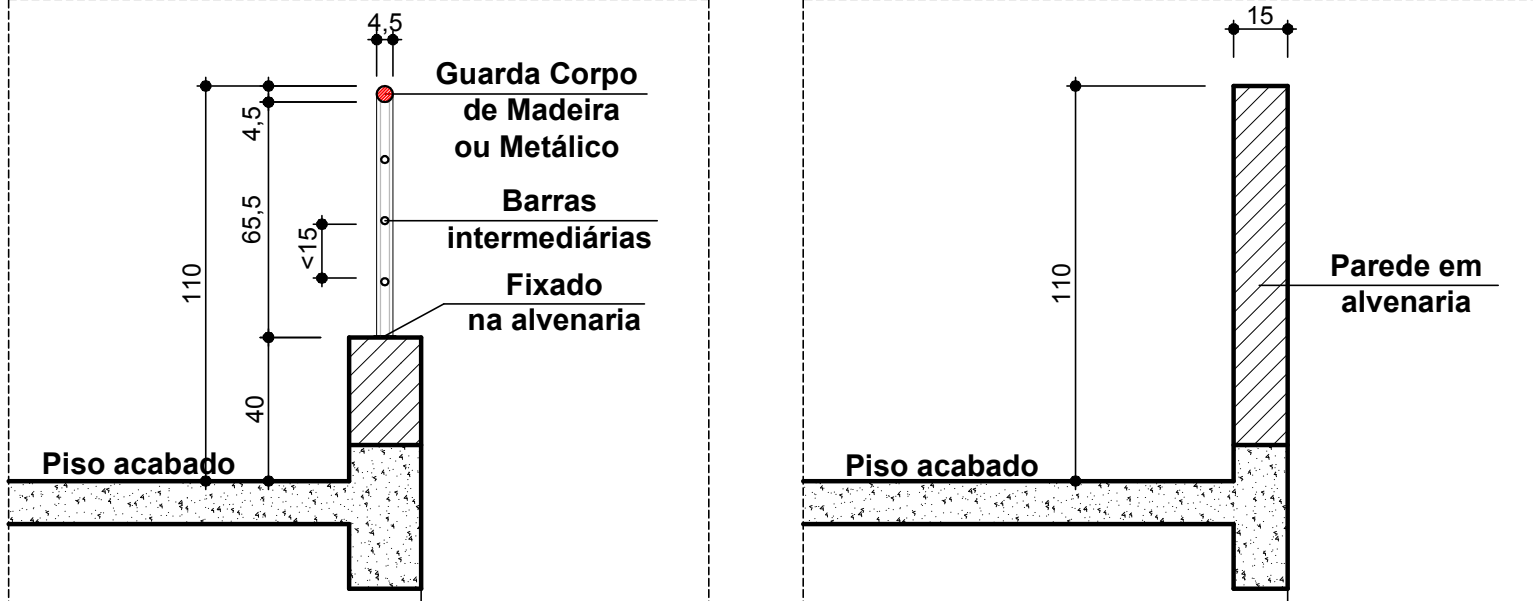 4,5
Guarda Corpo
de Madeira
ou Metálico
4,5
Barras
intermediárias
65,5
<15
110
Fixado
na alvenaria
40
Piso acabado
15
110
Parede em
alvenaria
Piso acabado